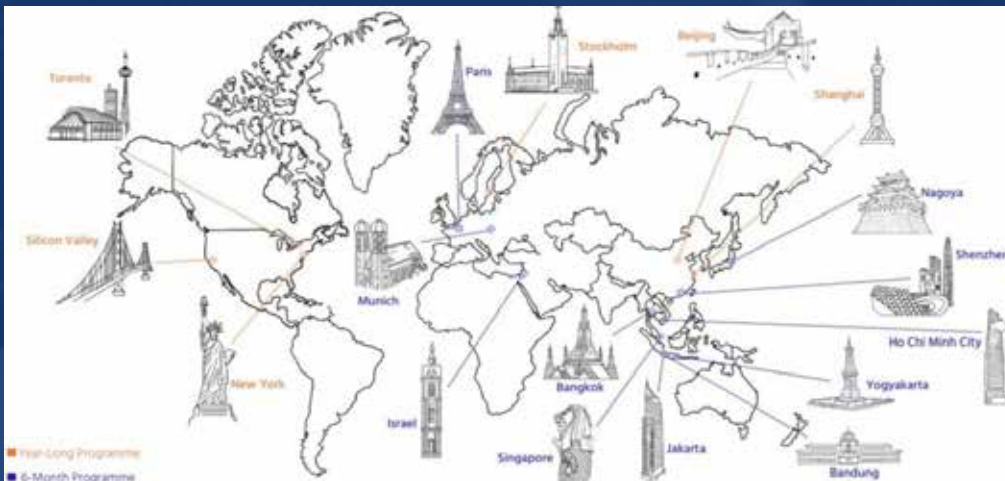 Toronto
Paris
Stockholm
Beijing
Shanghai
Nagoya
Silicon Valley
Munich
Shenzhen
Ho Chi Minh City
New York
Israel
Bangkok
Yogyakarta
Singapore
Jakarta
Bandung
Year-Long Programme
6-Month Programme